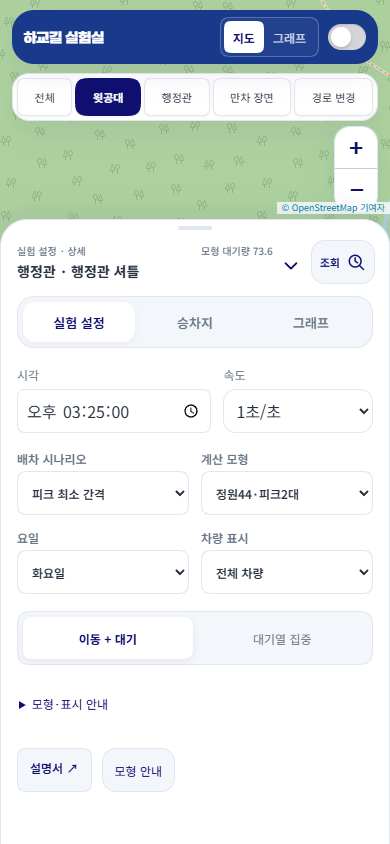 하교길 실험실
지도 그래프
전체 윗공대 행정관 만차 장면 경로 변경
+
−
© OpenStreetMap 기여자
실험 설정 · 상세 모형 대기량 73.6
행정관 · 행정관 셔틀
조회
실험 설정 승차지 그래프
시각 속도
오후 03:25:00 1초/초
배차 시나리오 계산 모형
피크 최소 간격 정원44·피크2대
요일 차량 표시
화요일 전체 차량
이동 + 대기 대기열 집중
▶ 모형·표시 안내
설명서 ↗ 모형 안내